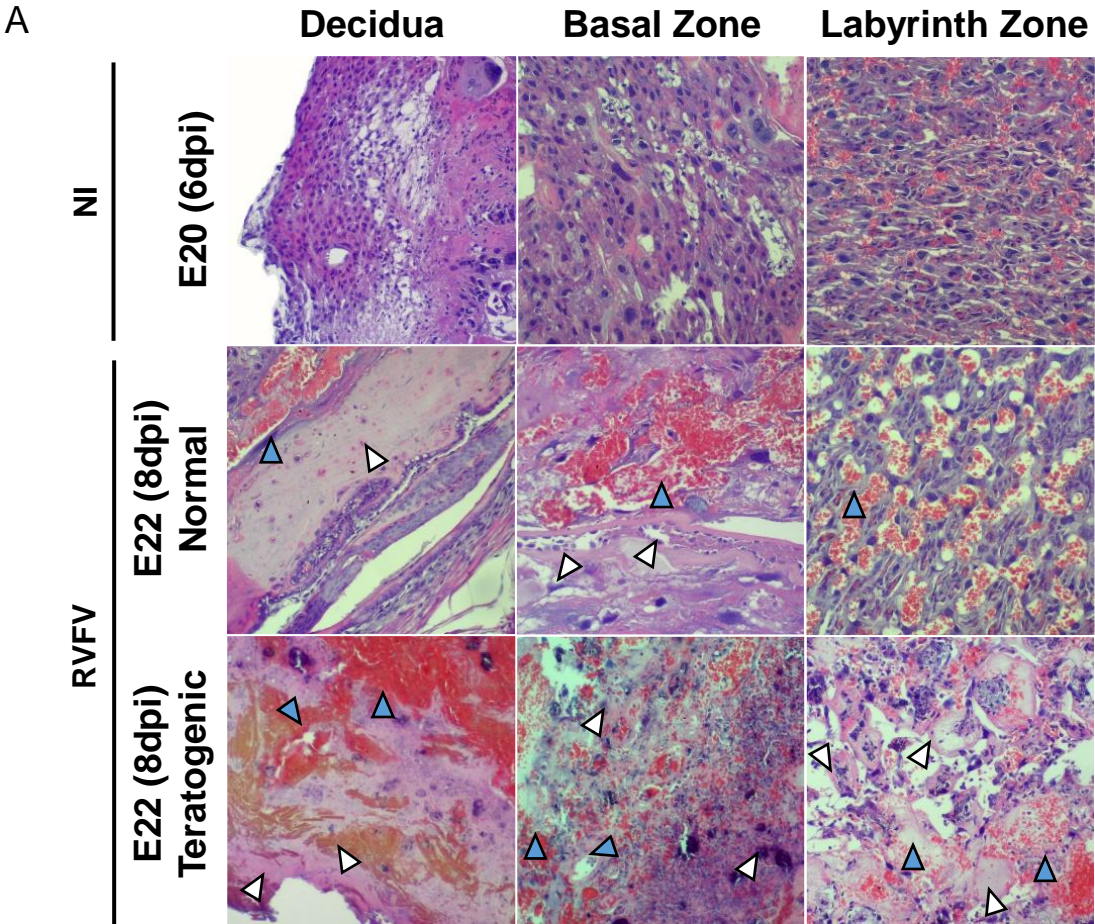 A
Decidua Basal Zone Labyrinth Zone
NI
E20 (6dpi)
RVFV
E22 (8dpi)
Normal
E22 (8dpi)
Teratogenic